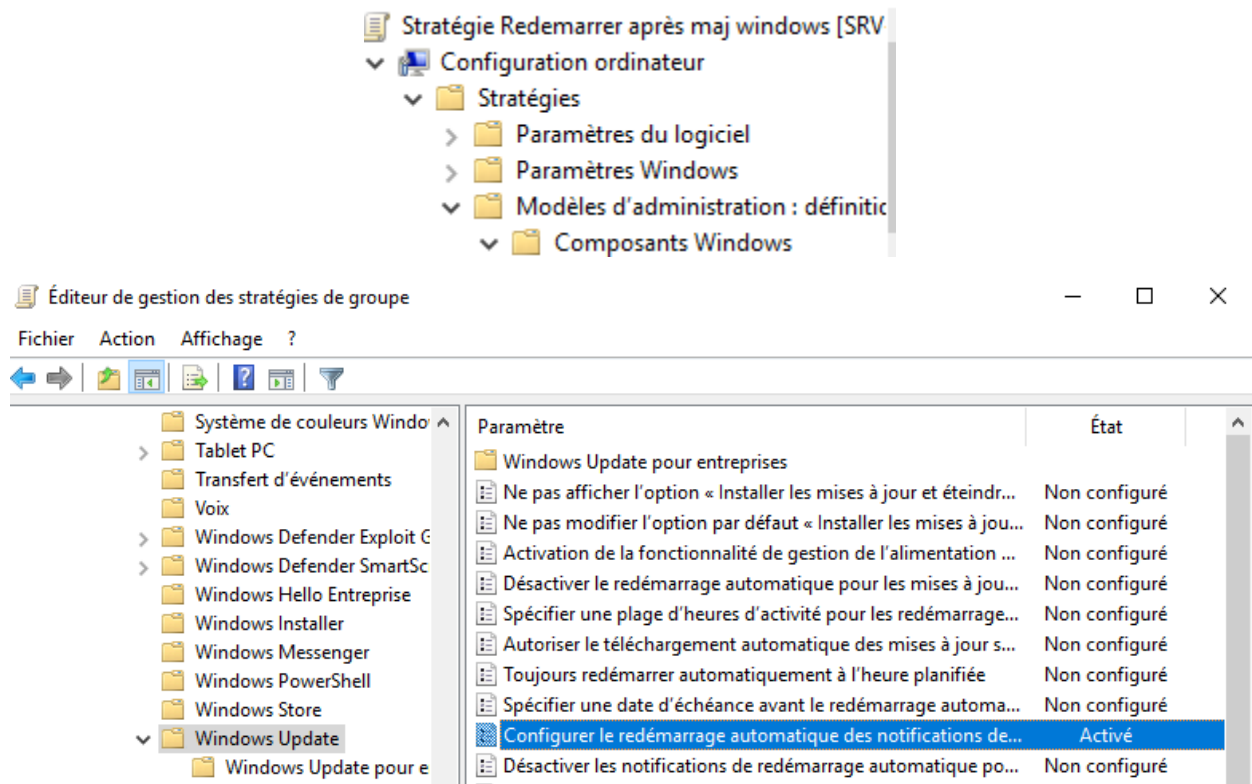 Stratégie Redemarrer après maj windows [SRV
Configuration ordinateur
Stratégies
Paramètres du logiciel
Paramètres Windows
Modèles d'administration : définitic
Composants Windows
Éditeur de gestion des stratégies de groupe
Fichier Action Affichage ?
Système de couleurs Windo
Tablet PC
Transfert d'événements
Voix
Windows Defender Exploit G
Windows Defender SmartSc
Windows Hello Entreprise
Windows Installer
Windows Messenger
Windows PowerShell
Windows Store
Windows Update
Windows Update pour e
Paramètre État
Windows Update pour entreprises
Ne pas afficher l'option « Installer les mises à jour et éteindr... Non configuré
Ne pas modifier l'option par défaut « Installer les mises à jou... Non configuré
Activation de la fonctionnalité de gestion de l'alimentation ... Non configuré
Désactiver le redémarrage automatique pour les mises à jou... Non configuré
Spécifier une plage d'heures d'activité pour les redémarrage... Non configuré
Autoriser le téléchargement automatique des mises à jour s... Non configuré
Toujours redémarrer automatiquement à l'heure planifiée Non configuré
Spécifier une date d'échéance avant le redémarrage automa... Non configuré
Configurer le redémarrage automatique des notifications de... Activé
Désactiver les notifications de redémarrage automatique po... Non configuré